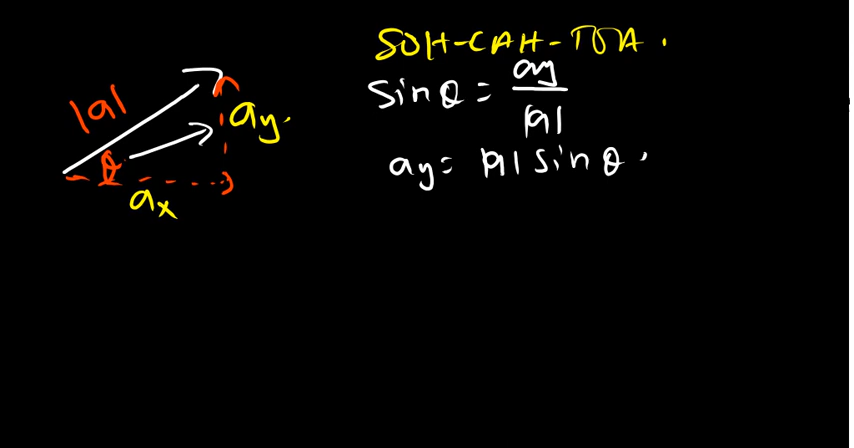 SOH-CAH-TOA.
|a|
ay.
θ
ax
sinθ = ay/|a|
ay = |a| sin θ.